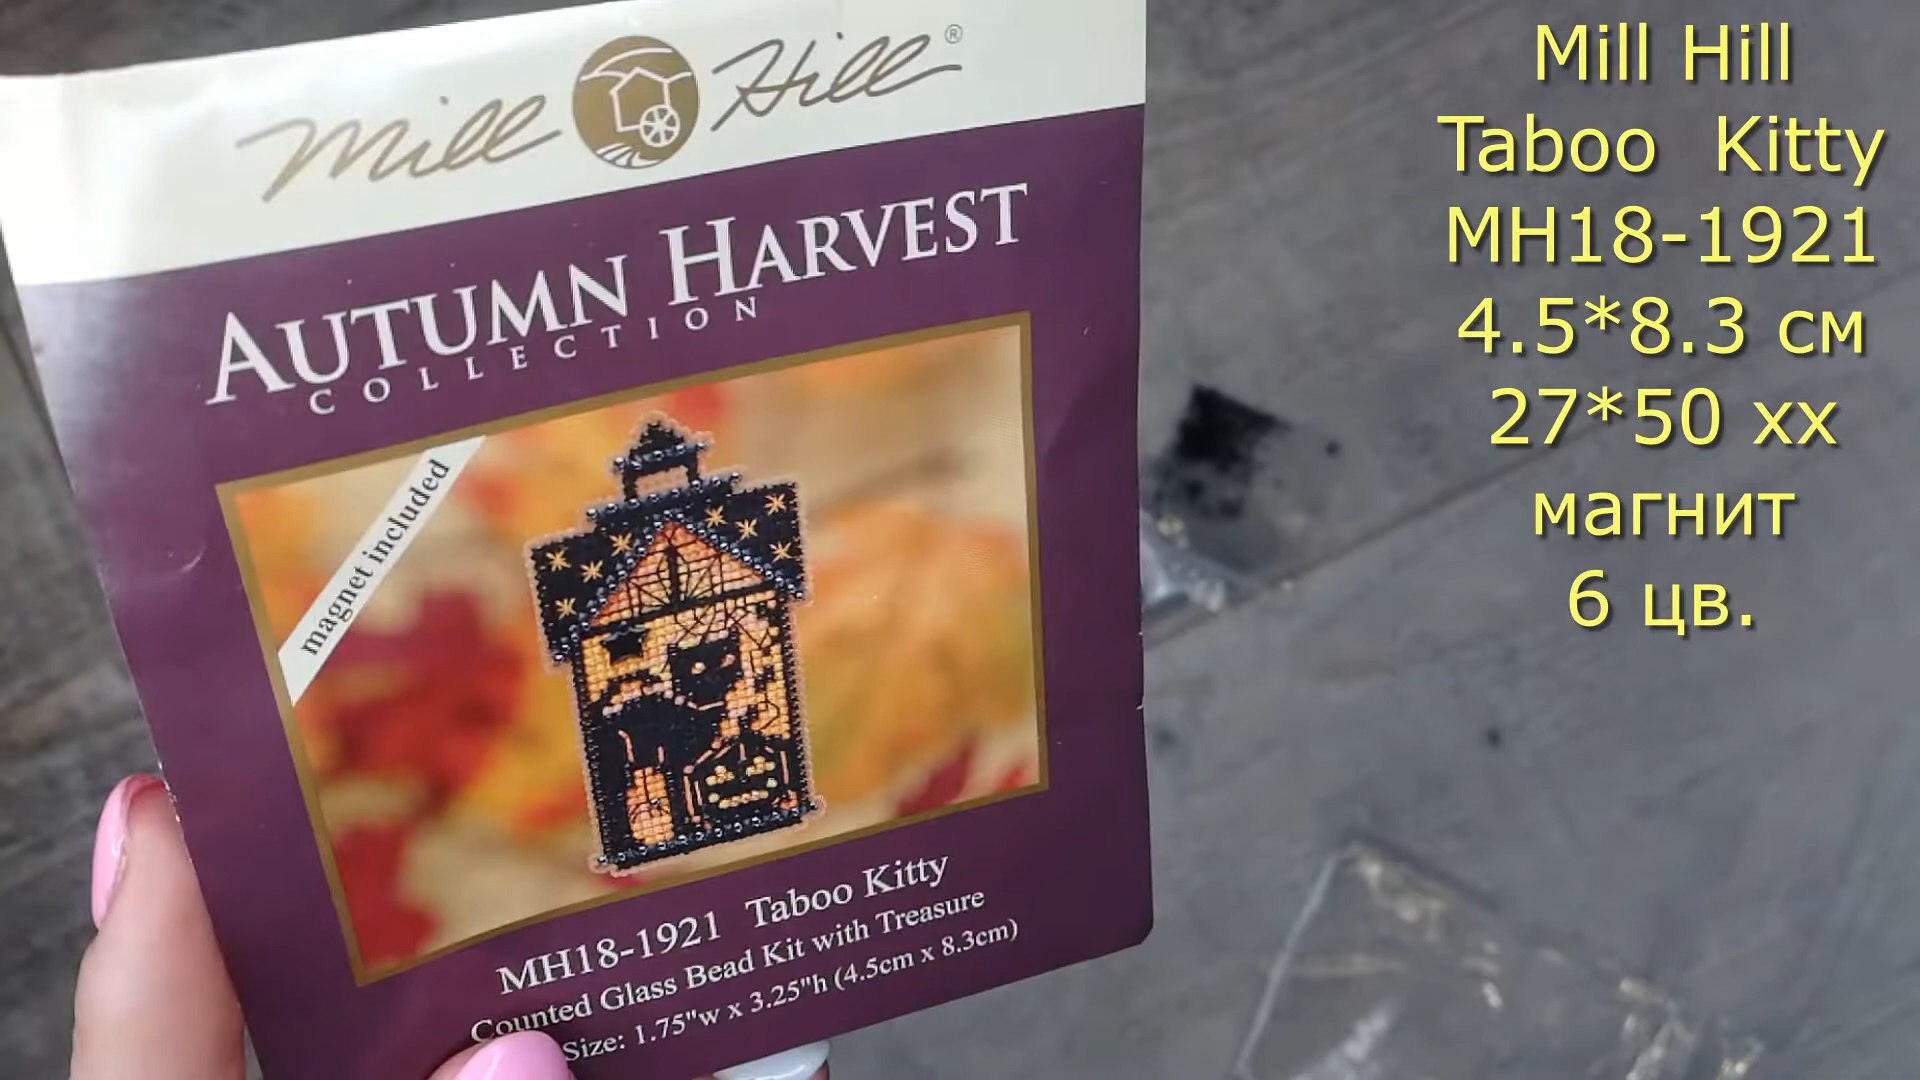 Mill Hill ®
AUTUMN HARVEST
COLLECTION
magnet included
MH18-1921 Taboo Kitty
Counted Glass Bead Kit with Treasure
Size: 1.75"w x 3.25"h (4.5cm x 8.3cm)
Mill Hill
Taboo Kitty
MH18-1921
4.5*8.3 см
27*50 хх
магнит
6 цв.